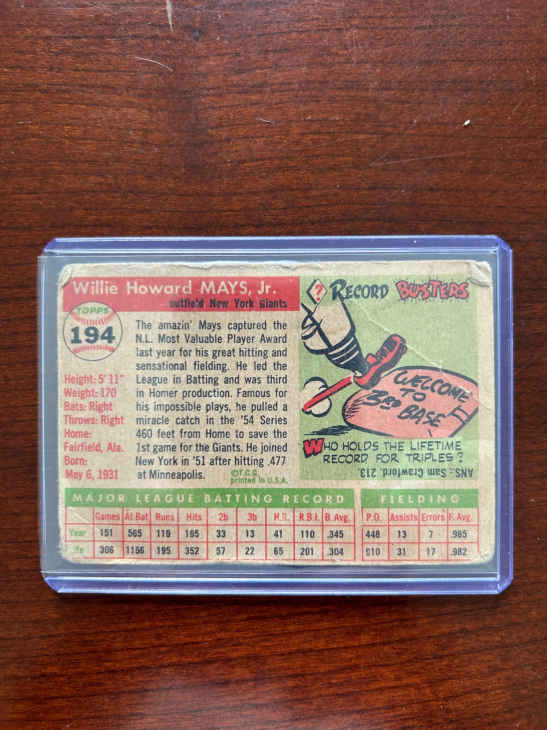 Willie Howard MAYS, Jr.
outfield New York Giants
TOPPS
194
Height: 5' 11"
Weight: 170
Bats: Right
Throws: Right
Home:
Fairfield, Ala.
Born:
May 6, 1931
The amazin' Mays captured the
N.L. Most Valuable Player Award
last year for his great hitting and
sensational fielding. He led the
League in Batting and was third
in Homer production. Famous for
his impossible plays, he pulled a
miracle catch in the '54 Series
460 feet from Home to save the
1st game for the Giants. He joined
New York in '51 after hitting .477
at Minneapolis.
©T.C.G.
printed in U.S.A.
? RECORD BUSTERS
WELCOME
TO
3RD BASE
WHO HOLDS THE LIFETIME
RECORD FOR TRIPLES?
ANS: Sam Crawford, 213.
MAJOR LEAGUE BATTING RECORD FIELDING
Games At Bat Runs Hits 2b 3b H.R. R.B.I. B. Avg. P.O. Assists Errors F. Avg.
Year 151 565 119 195 33 13 41 110 .345 448 13 7 .985
306 1156 195 352 57 22 65 201 .304 910 31 17 .982